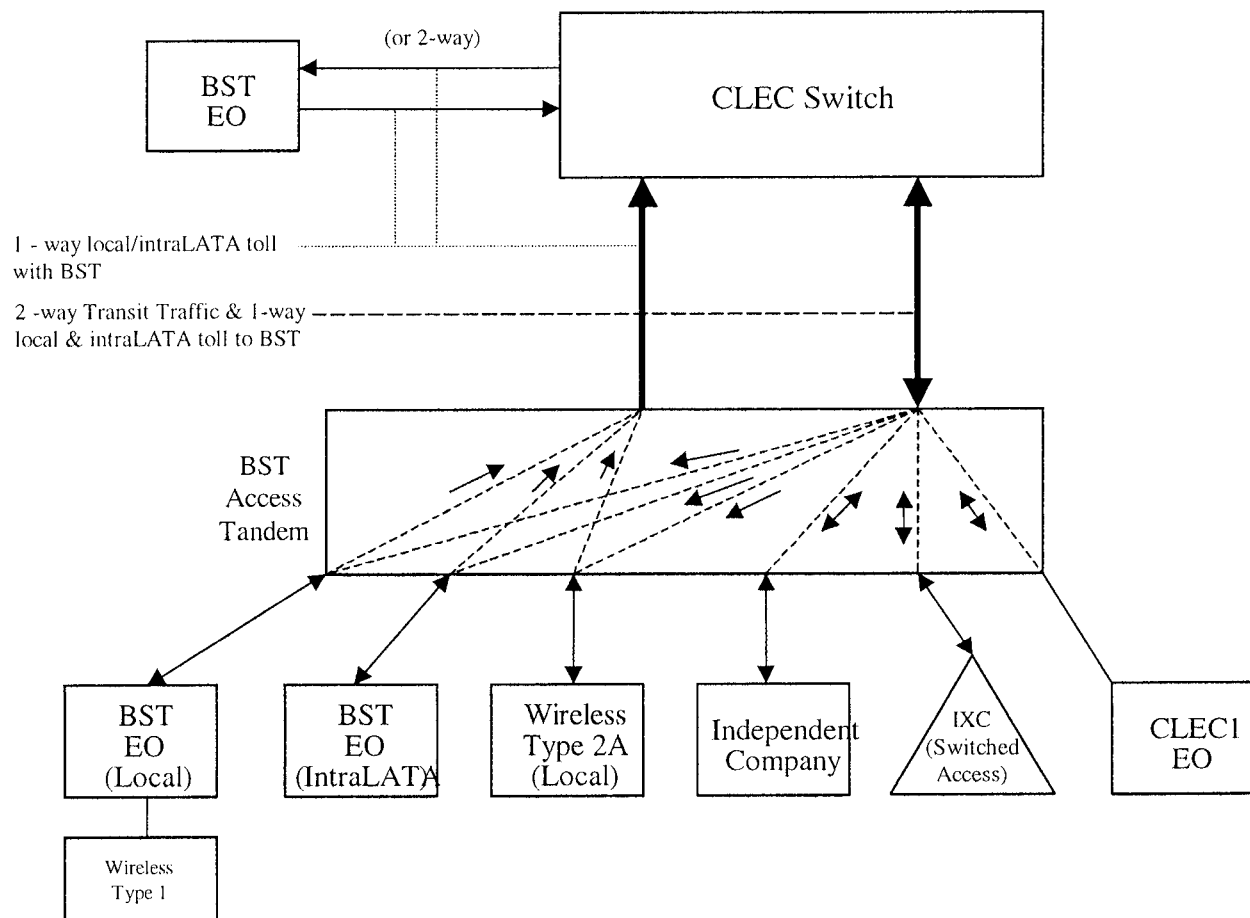 (or 2-way)
BST
EO
CLEC Switch
1 - way local/intraLATA toll
with BST
2 -way Transit Traffic & 1-way
local & intraLATA toll to BST
BST
Access
Tandem
BST
EO
(Local)
BST
EO
(IntraLATA)
Wireless
Type 2A
(Local)
Independent
Company
IXC
(Switched
Access)
CLEC1
EO
Wireless
Type 1